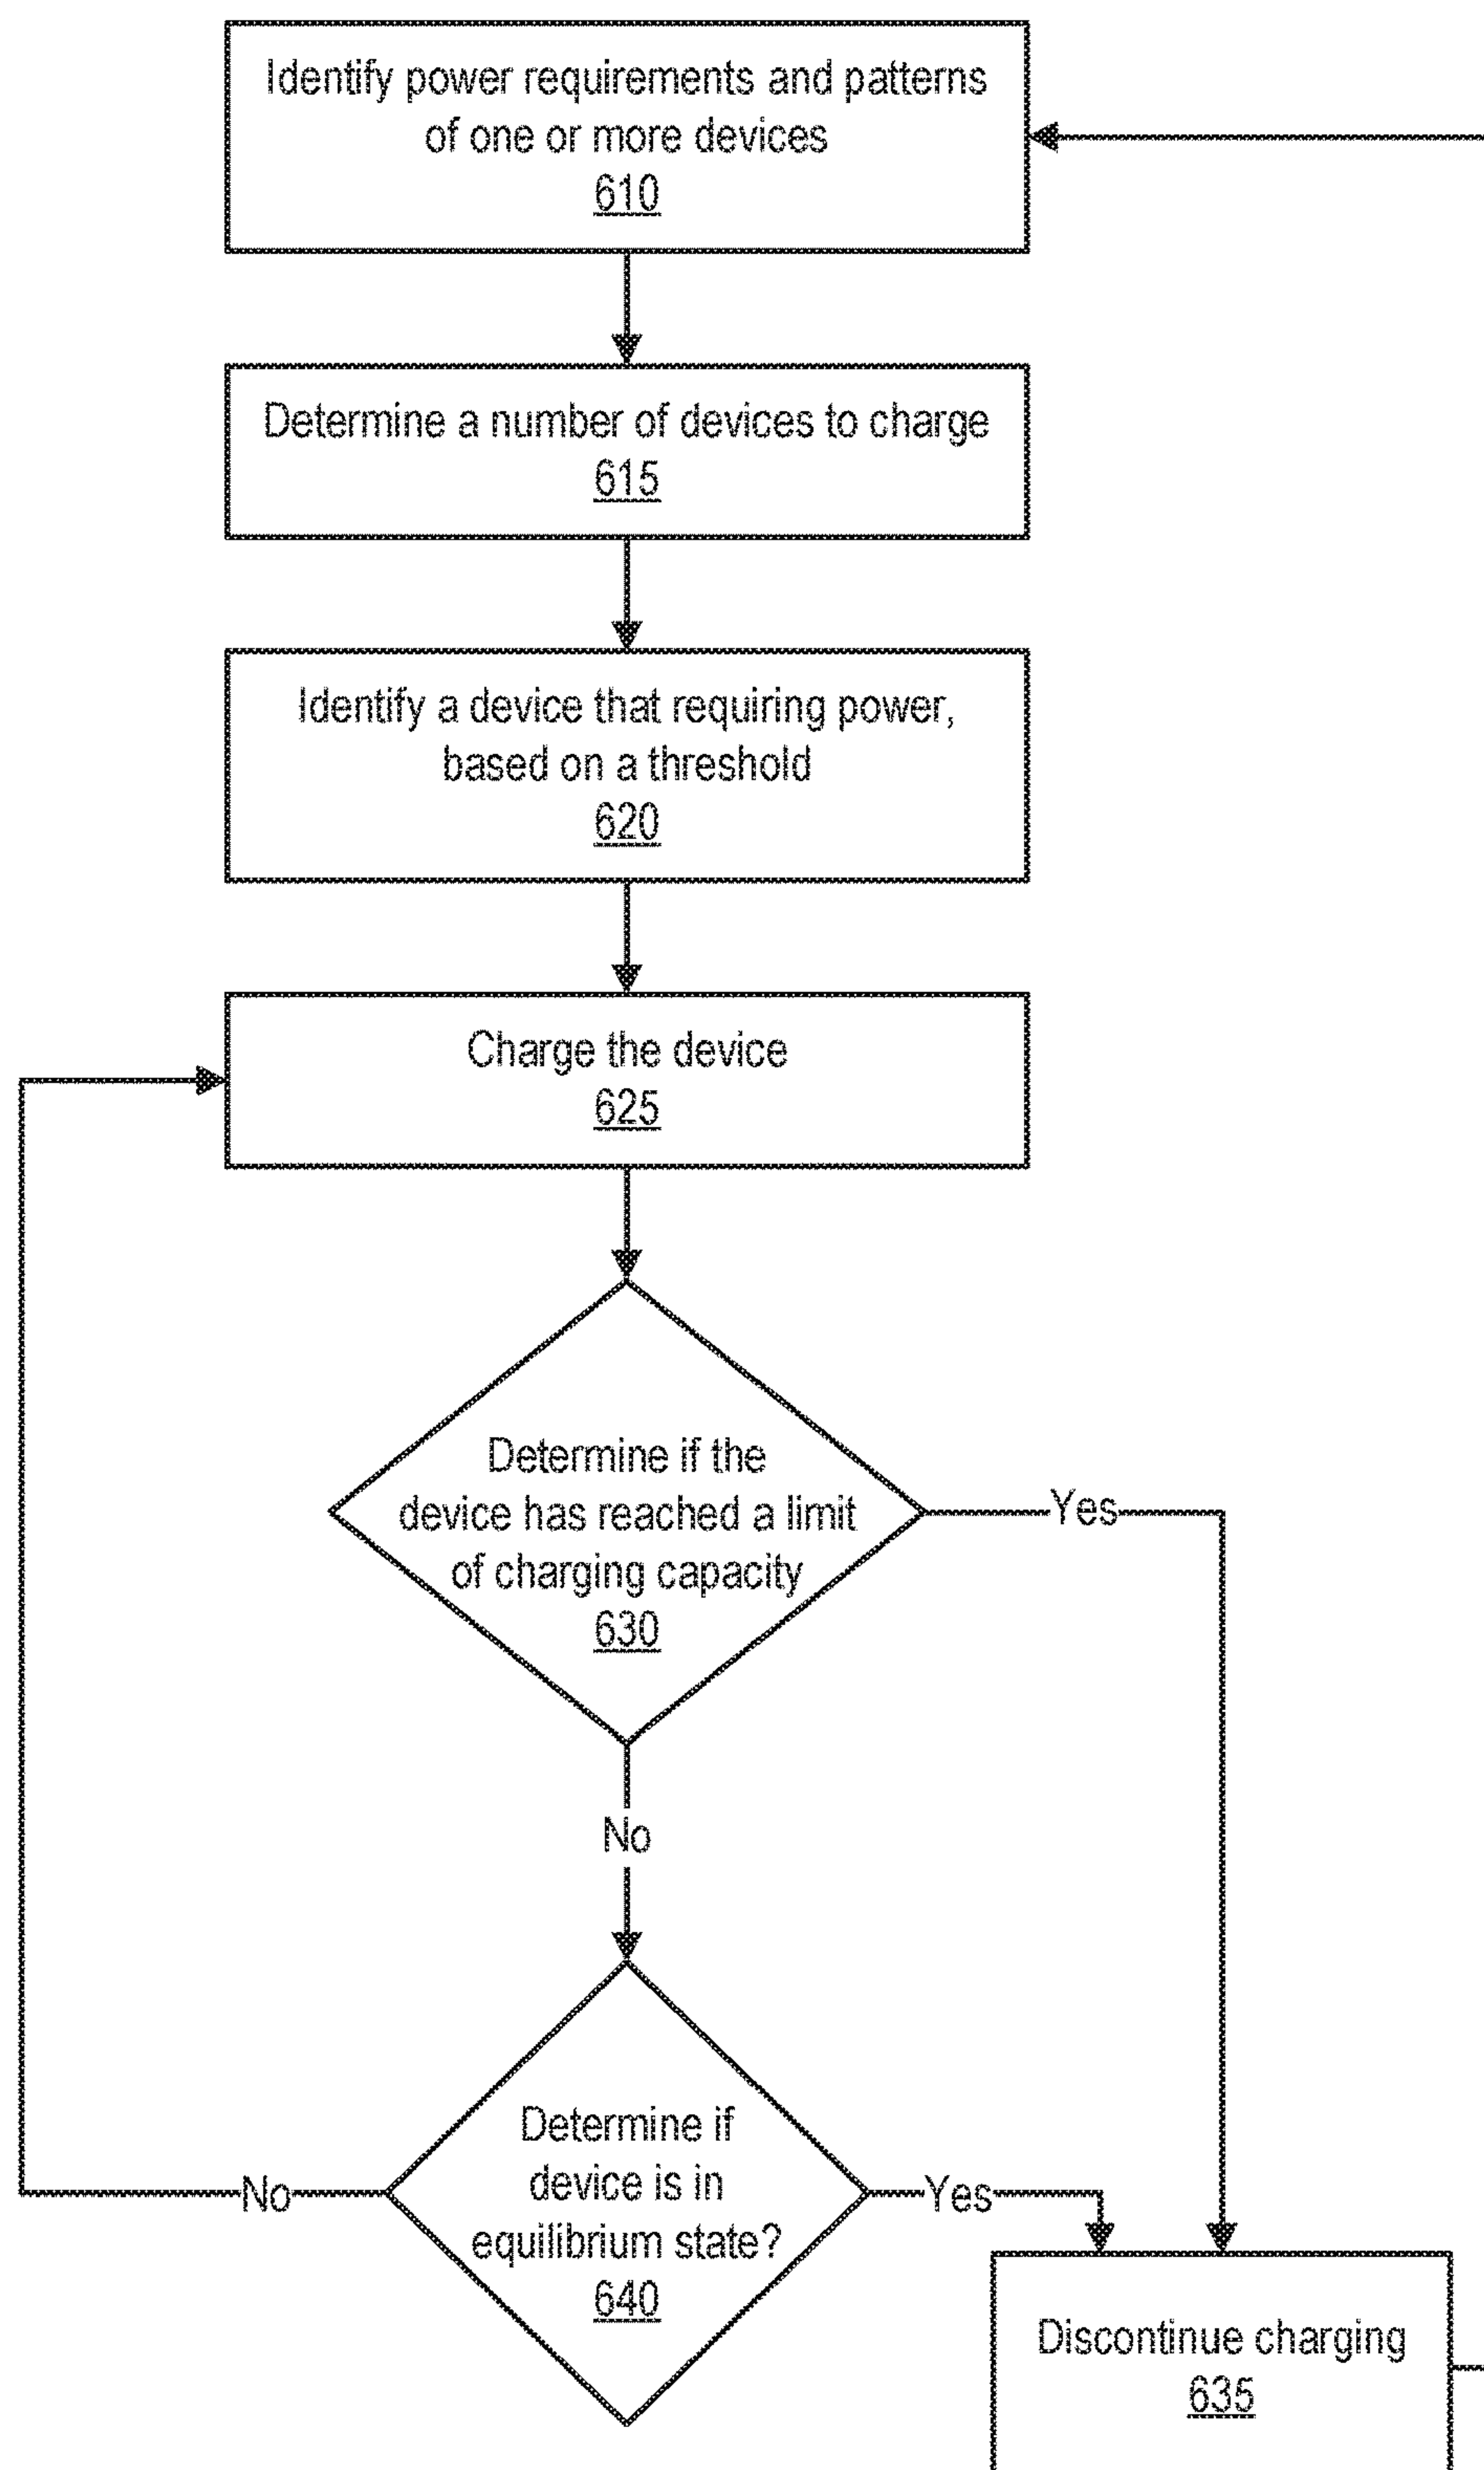 Identify power requirements and patterns
of one or more devices
610
Determine a number of devices to charge
615
Identify a device that requiring power,
based on a threshold
620
Charge the device
625
Determine if the
device has reached a limit
of charging capacity
630
Yes
No
Determine if
device is in
equilibrium state?
640
No
Yes
Discontinue charging
635